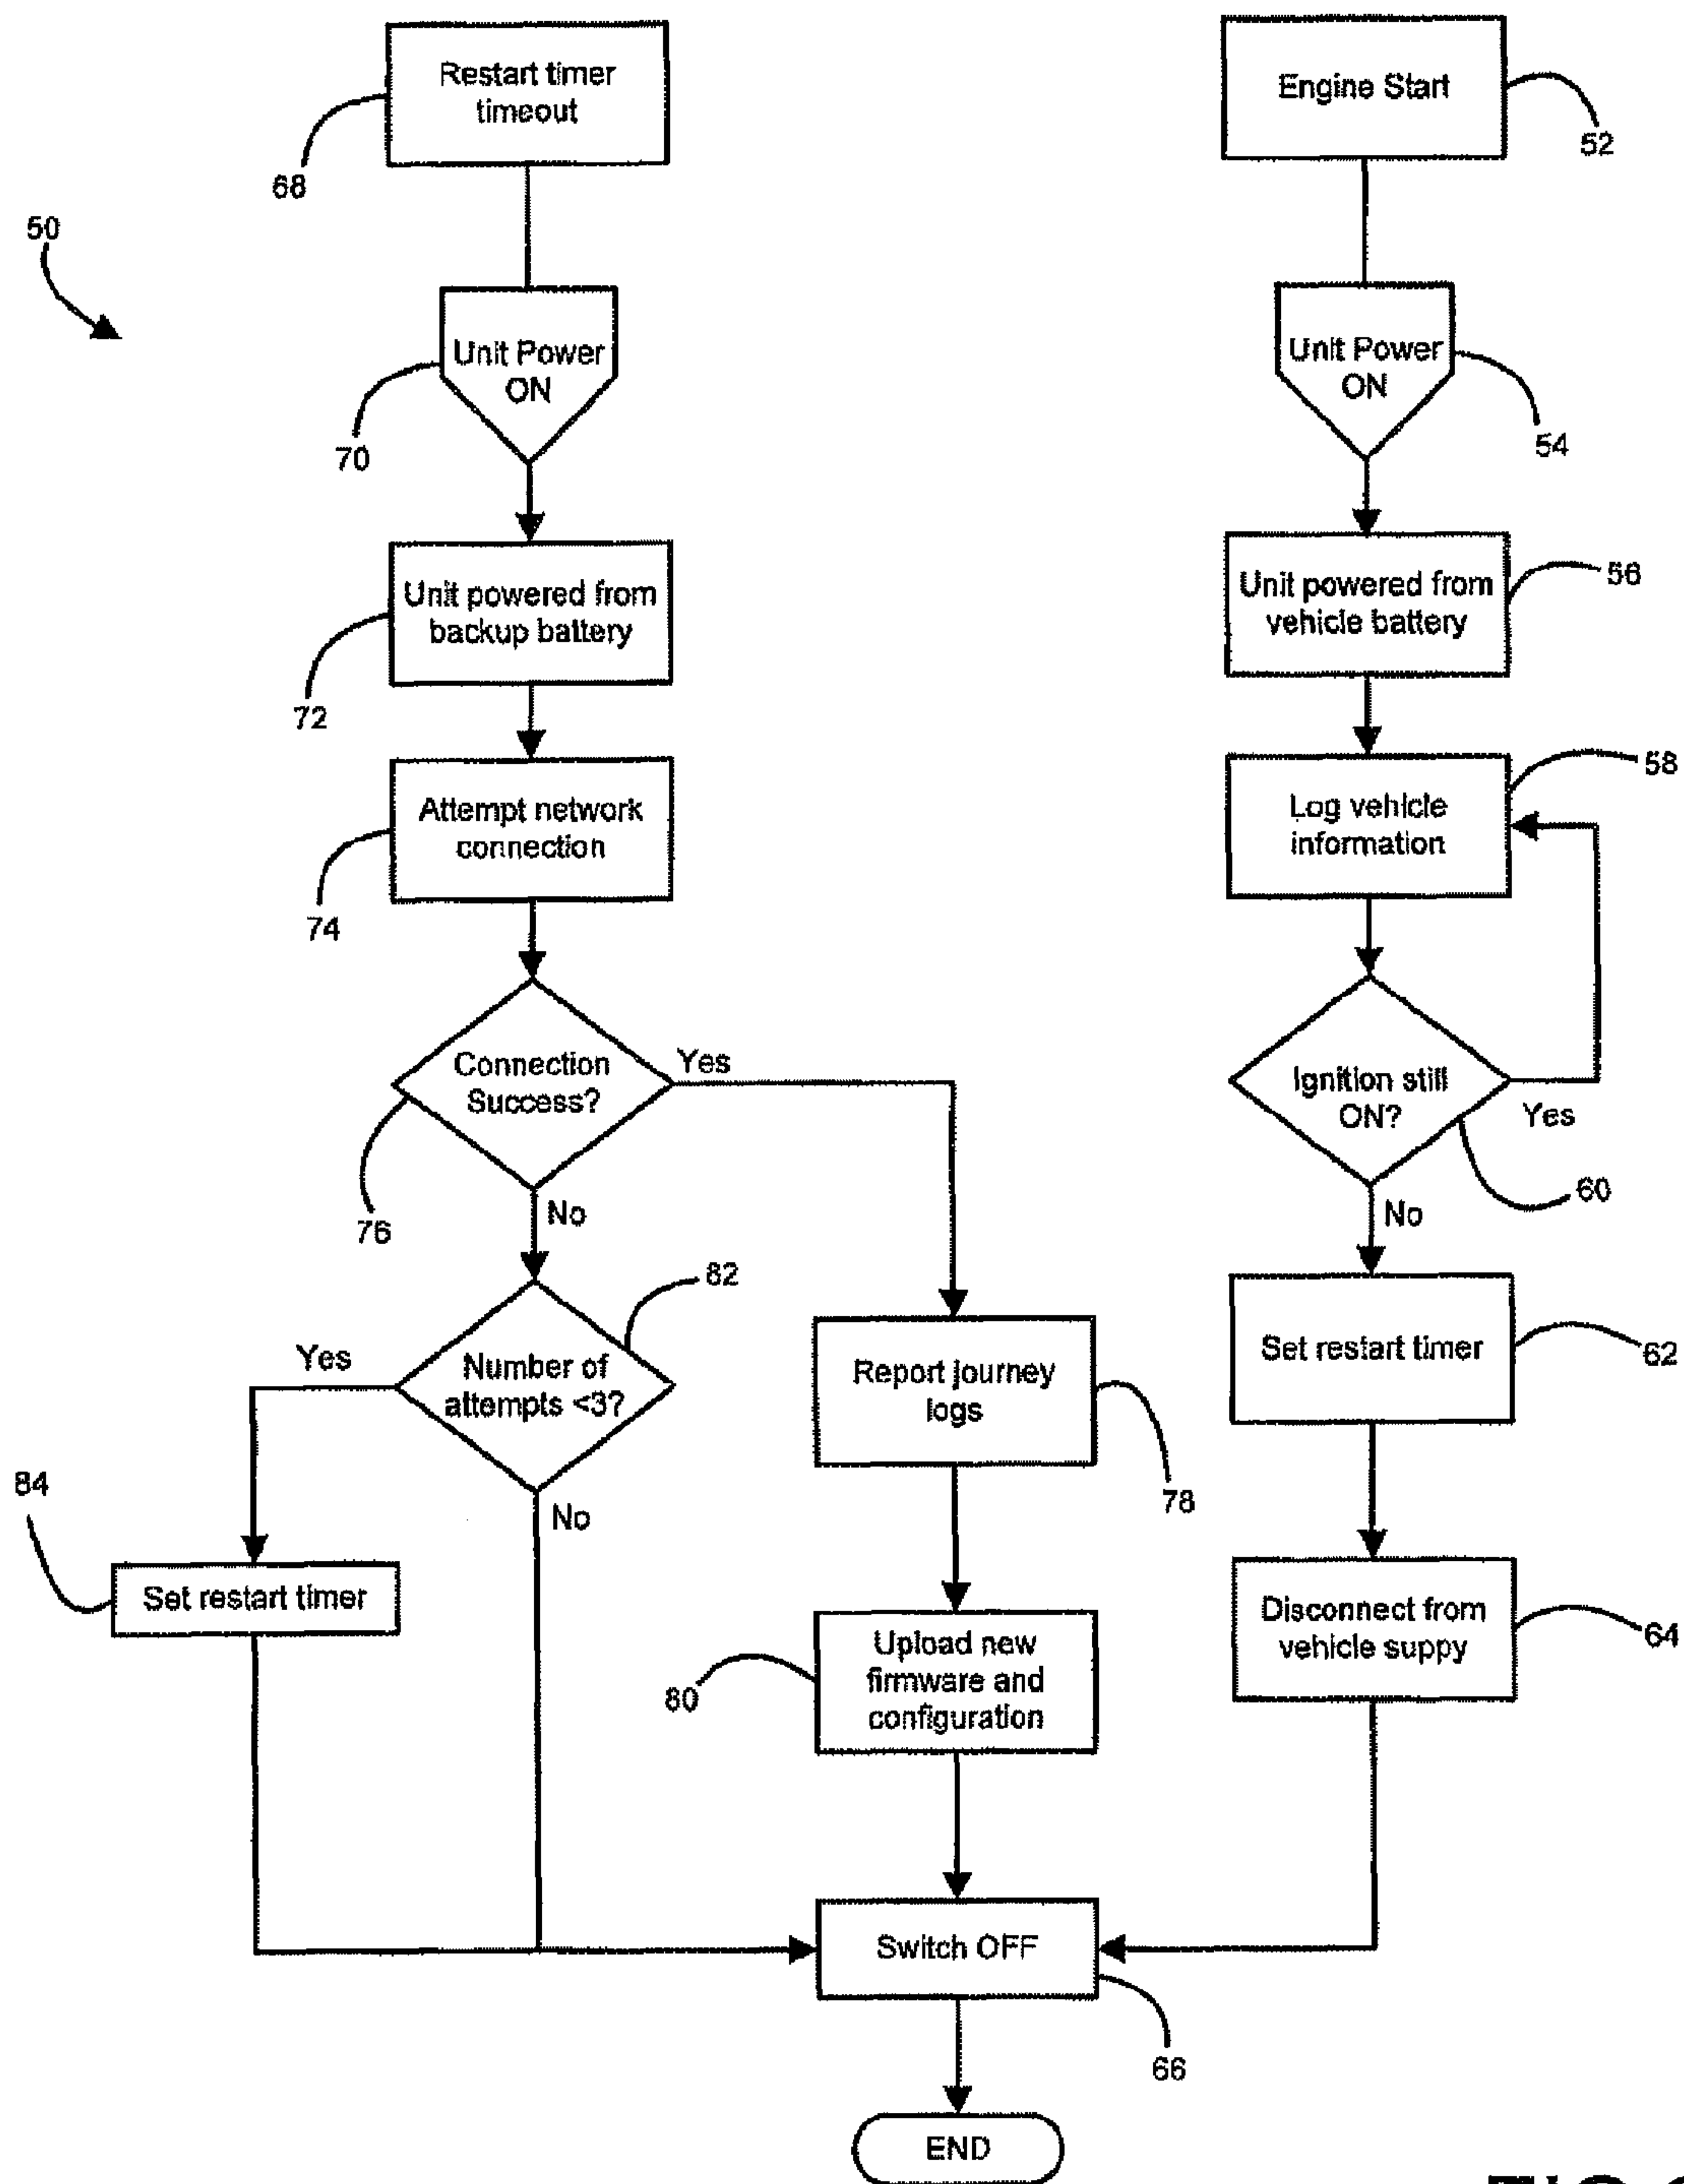 Restart timer
timeout
68
Engine Start
52
50
Unit Power
ON
70
Unit Power
ON
54
Unit powered from
backup battery
72
Unit powered from
vehicle battery
56
Attempt network
connection
74
Log vehicle
information
58
Connection
Success?
Yes
76
No
Ignition still
ON?
Yes
60
No
82
Number of
attempts <3?
Yes
No
Report journey
logs
78
Set restart timer
62
84
Set restart timer
Upload new
firmware and
configuration
80
Disconnect from
vehicle suppy
64
Switch OFF
66
END